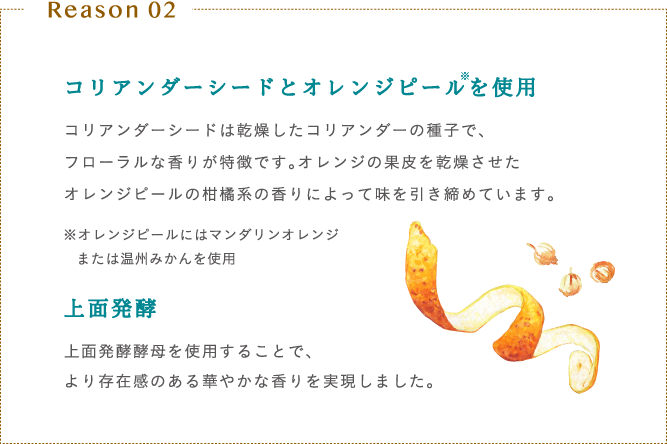 Reason 02
コリアンダーシードとオレンジピール※を使用
コリアンダーシードは乾燥したコリアンダーの種子で、
フローラルな香りが特徴です。オレンジの果皮を乾燥させた
オレンジピールの柑橘系の香りによって味を引き締めています。
※オレンジピールにはマンダリンオレンジ
または温州みかんを使用
上面発酵
上面発酵酵母を使用することで、
より存在感のある華やかな香りを実現しました。